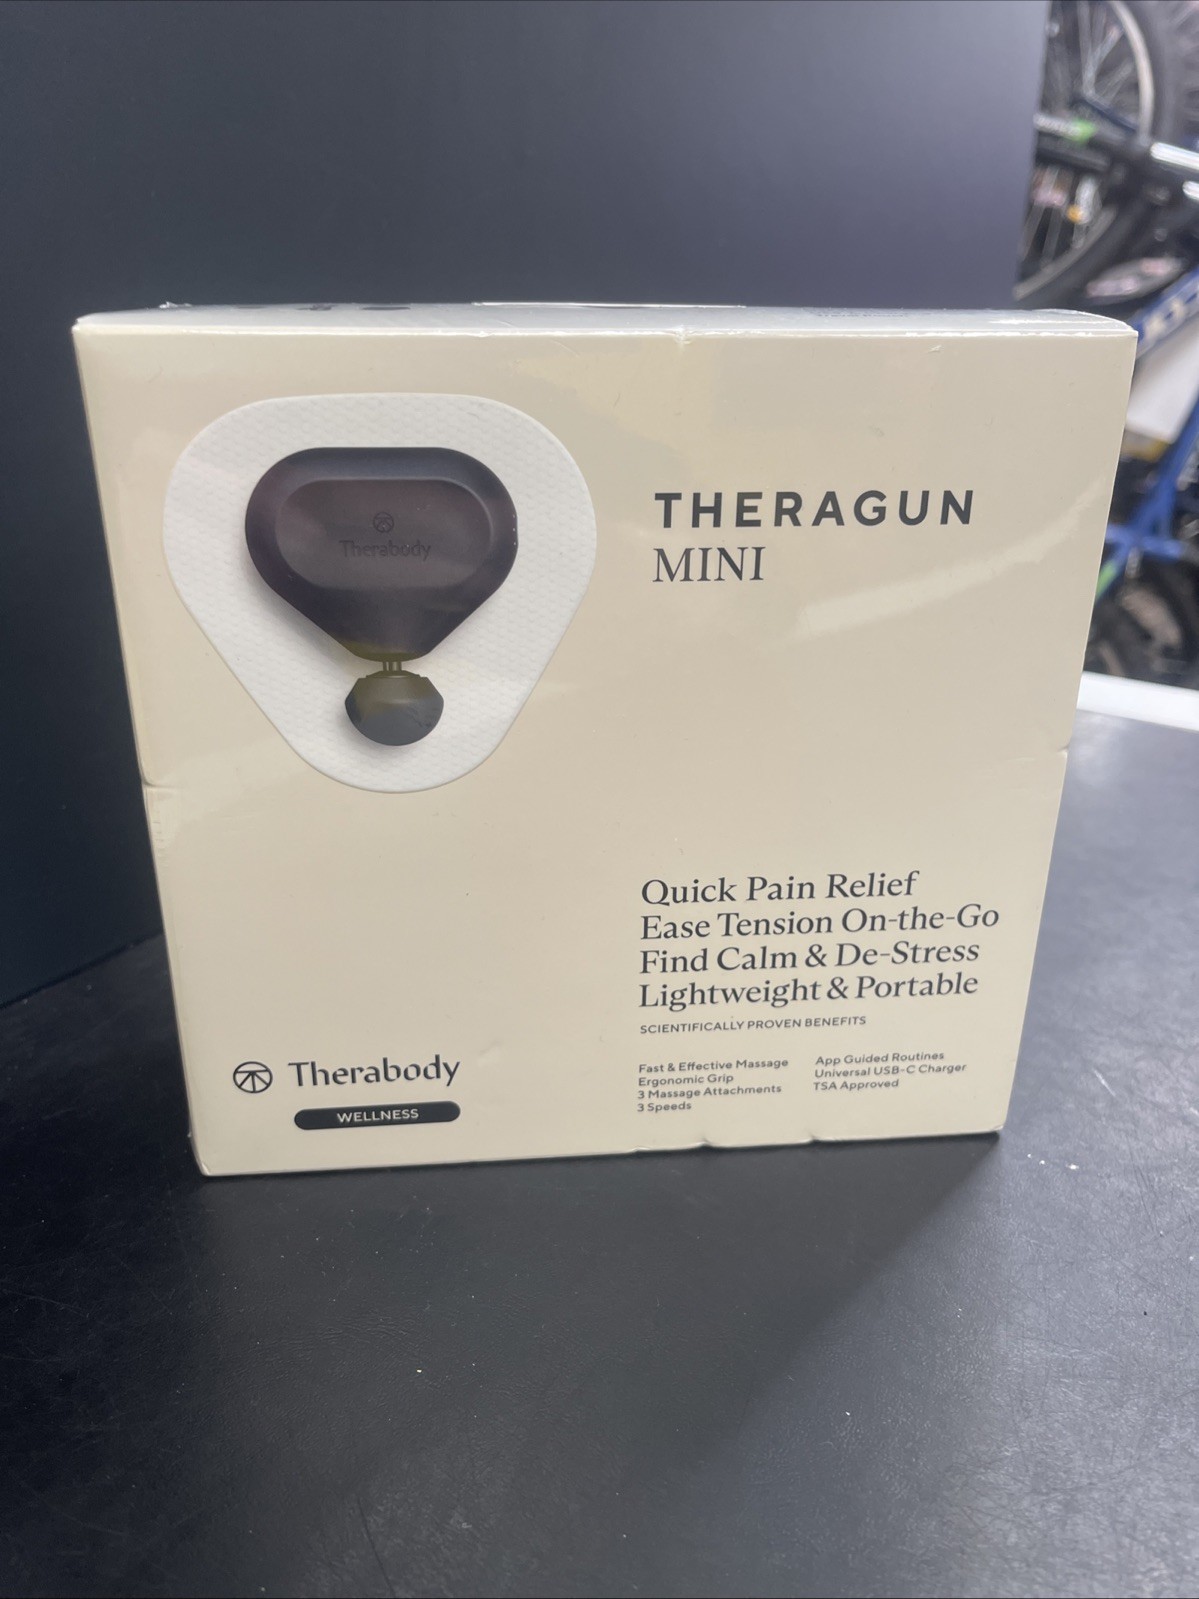 Therabody
THERAGUN
MINI
Quick Pain Relief
Ease Tension On-the-Go
Find Calm & De-Stress
Lightweight & Portable
SCIENTIFICALLY PROVEN BENEFITS
Fast & Effective Massage
Ergonomic Grip
3 Massage Attachments
3 Speeds
App Guided Routines
Universal USB-C Charger
TSA Approved
Therabody
WELLNESS